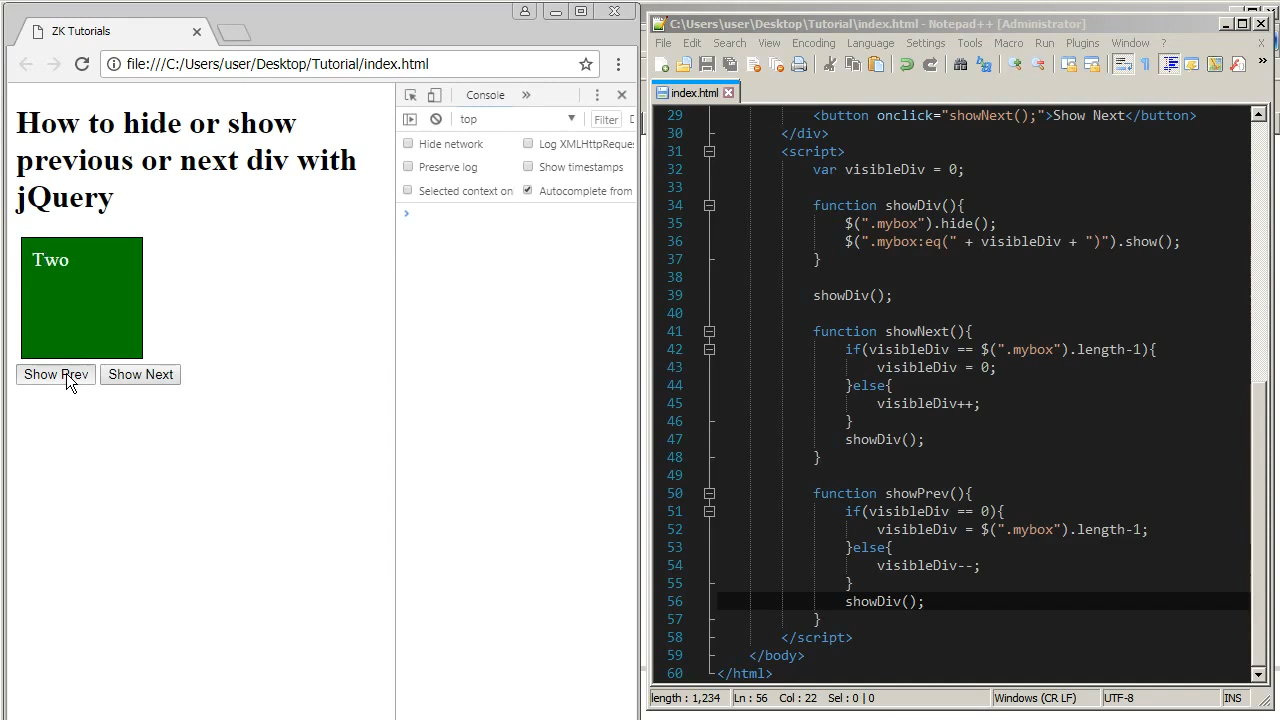 ZK Tutorials
file:///C:/Users/user/Desktop/Tutorial/index.html
How to hide or show
previous or next div with
jQuery
Two
Show Prev
Show Next
Console
»
top
Filter
Hide network
Log XMLHttpReque
Preserve log
Show timestamps
Selected context on
Autocomplete from
›
C:\Users\user\Desktop\Tutorial\index.html - Notepad++ [Administrator]
File Edit Search View Encoding Language Settings Tools Macro Run Plugins Window ? X
index.html
29 <button onclick="showNext();">Show Next</button>
30 </div>
31 <script>
32 var visibleDiv = 0;
33
34 function showDiv(){
35 $(".mybox").hide();
36 $(".mybox:eq(" + visibleDiv + ")").show();
37 }
38
39 showDiv();
40
41 function showNext(){
42 if(visibleDiv == $(".mybox").length-1){
43 visibleDiv = 0;
44 }else{
45 visibleDiv++;
46 }
47 showDiv();
48 }
49
50 function showPrev(){
51 if(visibleDiv == 0){
52 visibleDiv = $(".mybox").length-1;
53 }else{
54 visibleDiv--;
55 }
56 showDiv();
57 }
58 </script>
59 </body>
60 </html>
length : 1,234 Ln : 56 Col : 22 Sel : 0 | 0 Windows (CR LF) UTF-8 INS